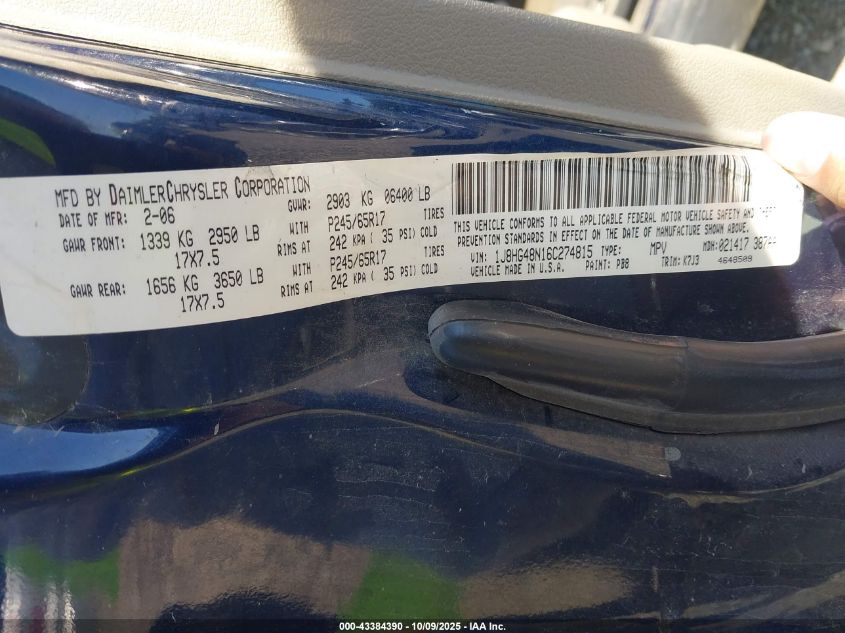 MFD BY DAIMLERCHRYSLER CORPORATION
DATE OF MFR: 2-06 GVWR: 2903 KG 06400 LB
GAWR FRONT: 1339 KG 2950 LB WITH P245/65R17 TIRES
17X7.5 RIMS AT 242 KPA ( 35 PSI) COLD
GAWR REAR: 1656 KG 3650 LB WITH P245/65R17 TIRES
17X7.5 RIMS AT 242 KPA ( 35 PSI) COLD
THIS VEHICLE CONFORMS TO ALL APPLICABLE FEDERAL MOTOR VEHICLE SAFETY AND THEFT
PREVENTION STANDARDS IN EFFECT ON THE DATE OF MANUFACTURE SHOWN ABOVE.
VIN: 1J8HG48N16C274815 TYPE: MPV MDH: 021417
VEHICLE MADE IN U.S.A. PAINT: PB8 TRIM: K7J3 4648509
000-43384390 - 10/09/2025 - IAA Inc.